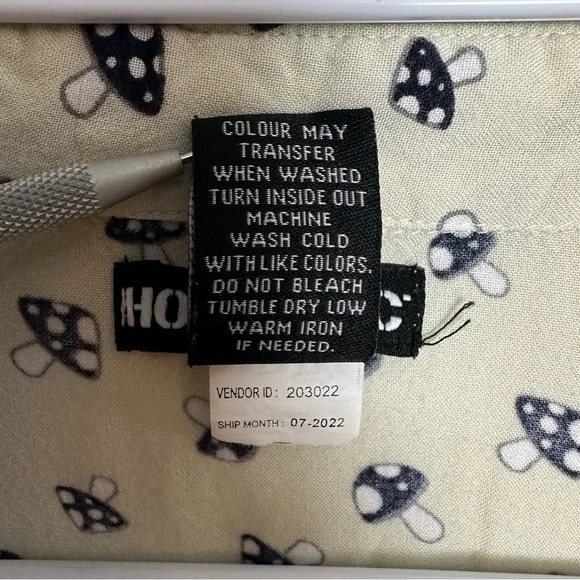 COLOUR MAY
TRANSFER
WHEN WASHED
TURN INSIDE OUT
MACHINE
WASH COLD
WITH LIKE COLORS.
DO NOT BLEACH
TUMBLE DRY LOW
WARM IRON
IF NEEDED.
VENDOR ID: 203022
SHIP MONTH: 07-2022